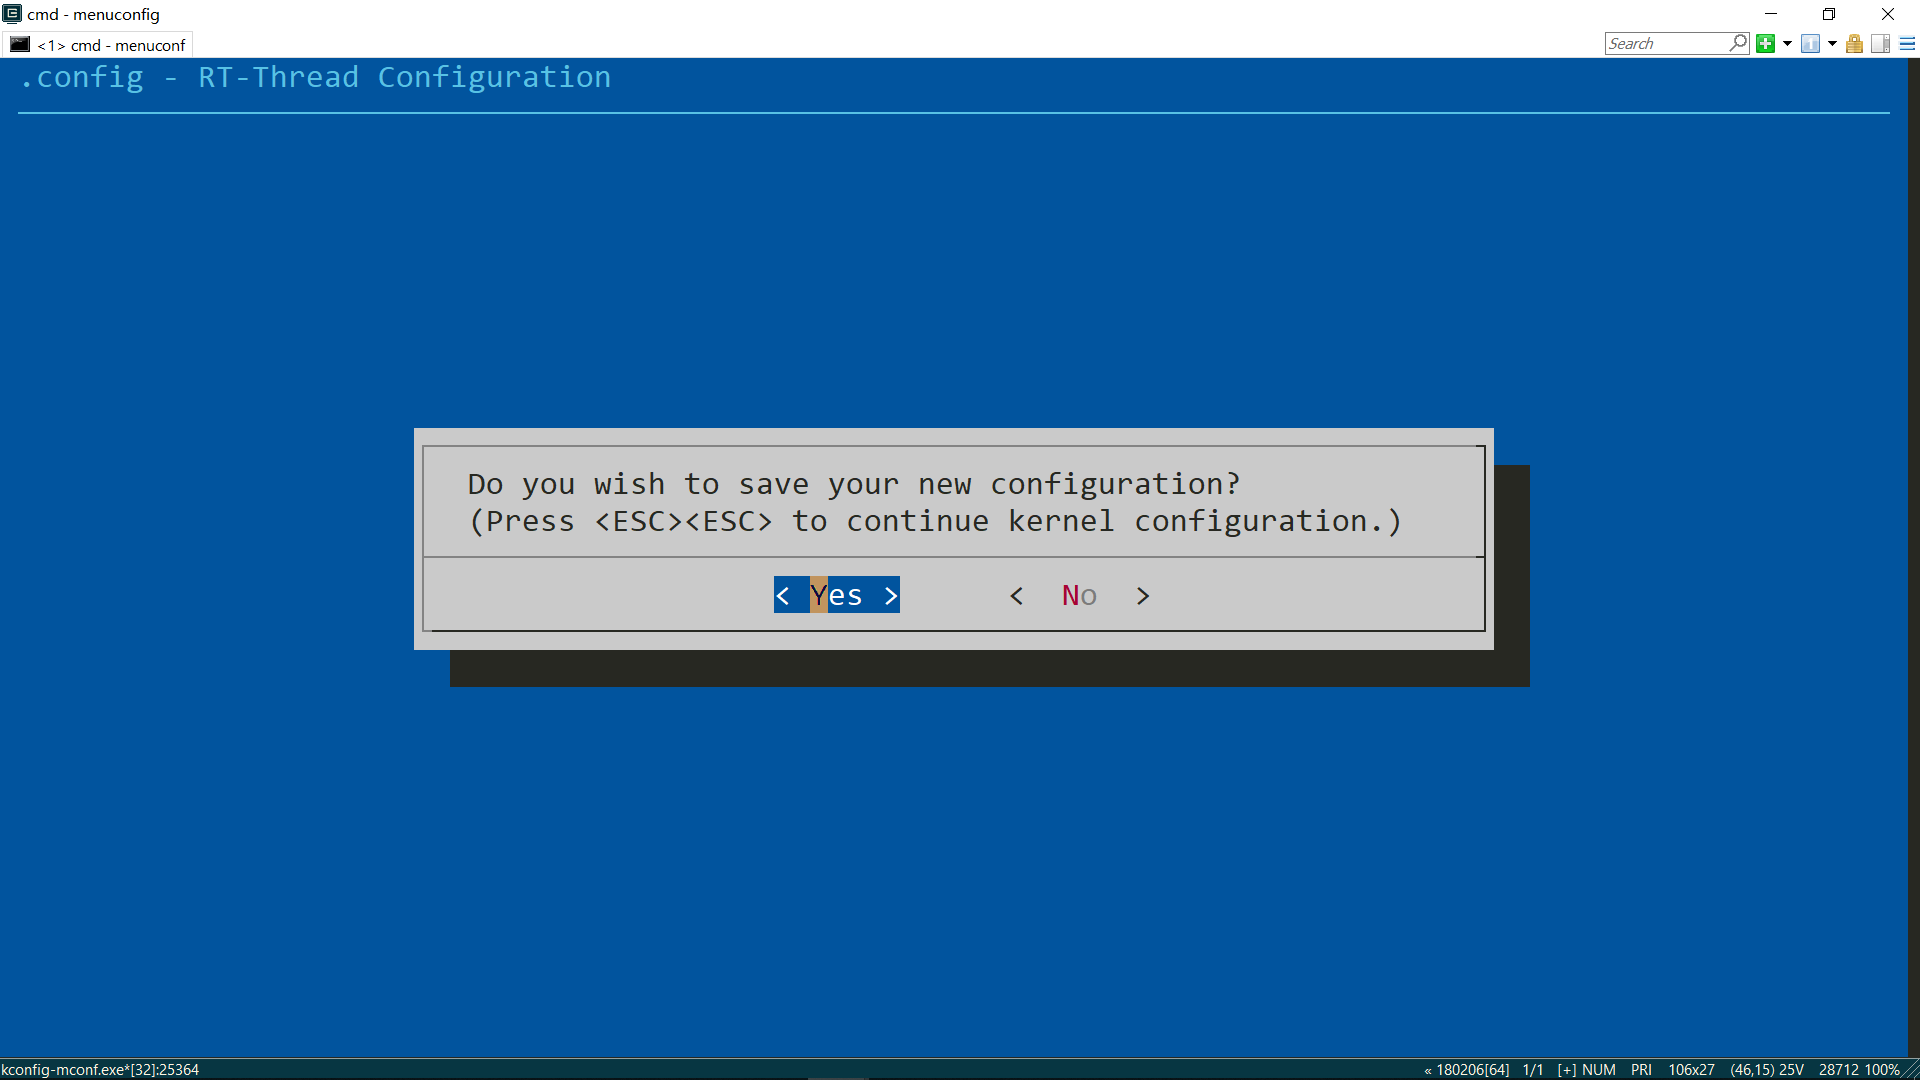 cmd - menuconfig
<1> cmd - menuconf
Search
.config - RT-Thread Configuration
Do you wish to save your new configuration?
(Press <ESC><ESC> to continue kernel configuration.)
< Yes > < No >
kconfig-mconf.exe*[32]:25364 « 180206[64] 1/1 [+] NUM PRI 106x27 (46,15) 25V 28712 100%